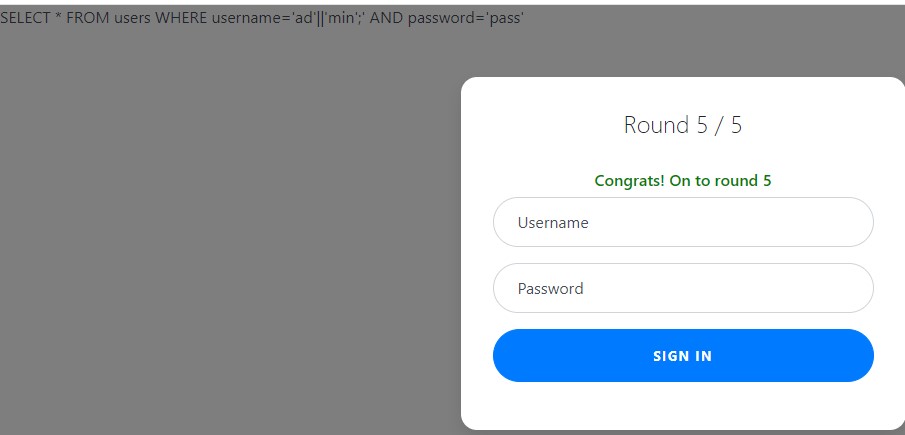 SELECT * FROM users WHERE username='ad'||'min';' AND password='pass'
Round 5 / 5
Congrats! On to round 5
Username
Password
SIGN IN